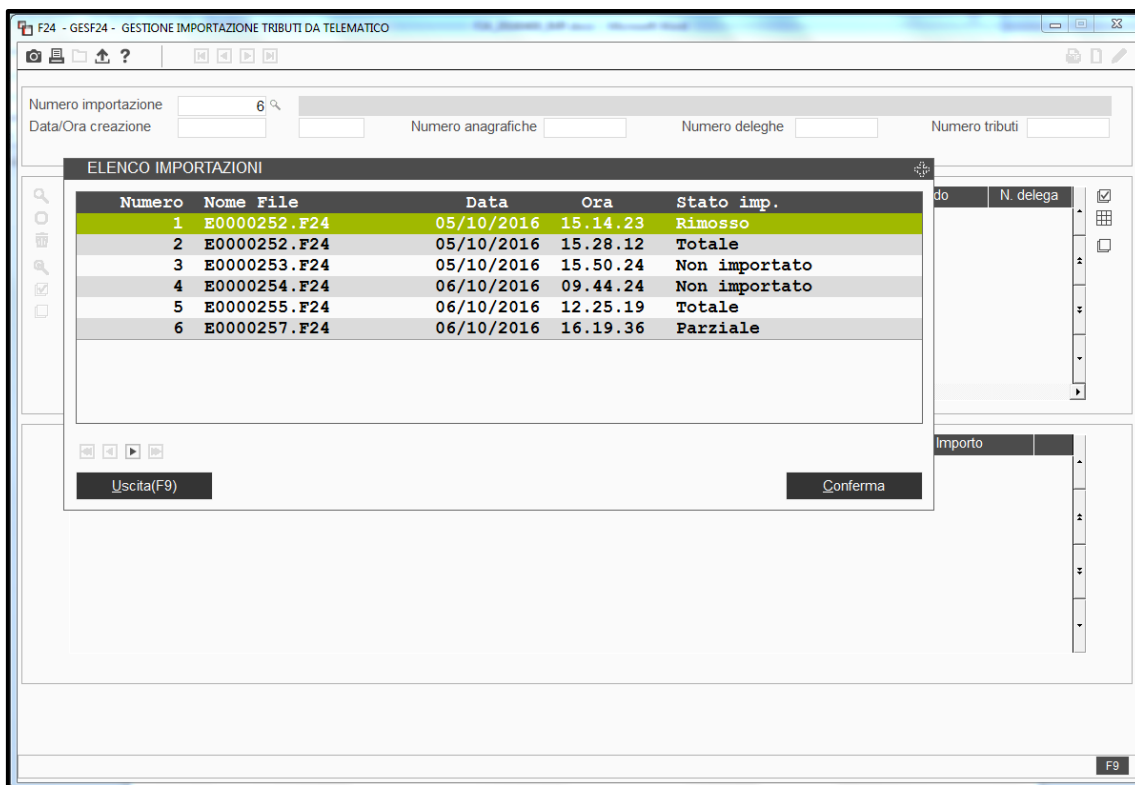 F24 - GESF24 - GESTIONE IMPORTAZIONE TRIBUTI DA TELEMATICO
?
Numero importazione 6
Data/Ora creazione Numero anagrafiche Numero deleghe Numero tributi
ELENCO IMPORTAZIONI
do N. delega
Numero Nome File Data Ora Stato imp.
1 E0000252.F24 05/10/2016 15.14.23 Rimosso
2 E0000252.F24 05/10/2016 15.28.12 Totale
3 E0000253.F24 05/10/2016 15.50.24 Non importato
4 E0000254.F24 06/10/2016 09.44.24 Non importato
5 E0000255.F24 06/10/2016 12.25.19 Totale
6 E0000257.F24 06/10/2016 16.19.36 Parziale
Importo
Uscita(F9) Conferma
F9